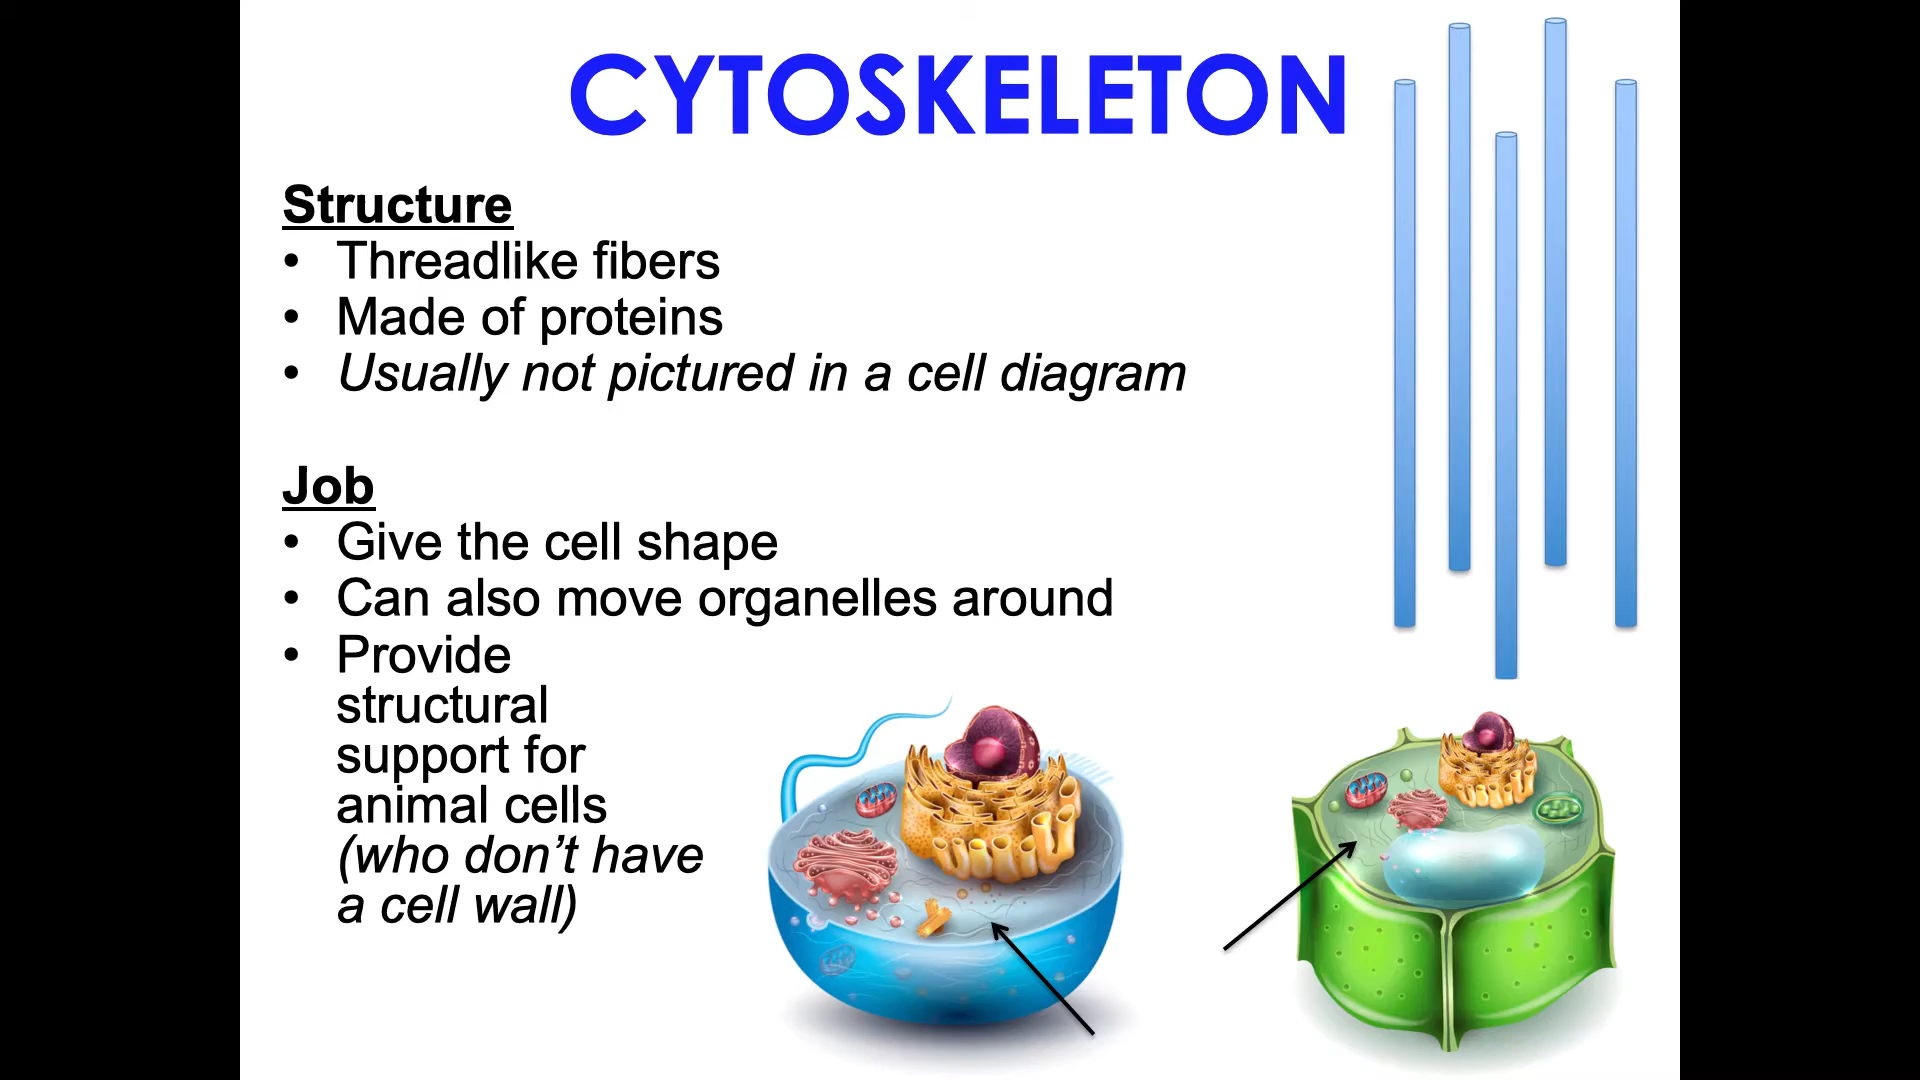 CYTOSKELETON
Structure
• Threadlike fibers
• Made of proteins
• Usually not pictured in a cell diagram
Job
• Give the cell shape
• Can also move organelles around
• Provide
structural
support for
animal cells
(who don’t have
a cell wall)